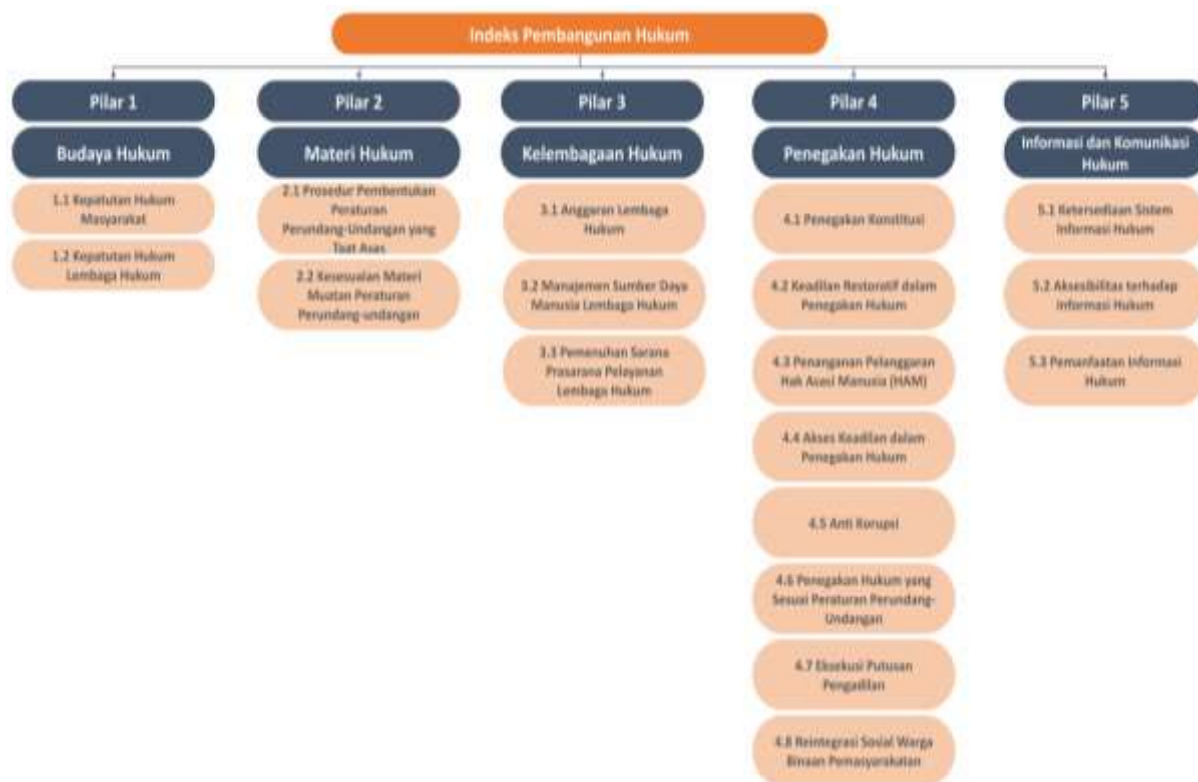 Indeks Pembangunan Hukum
Pilar 1
Budaya Hukum
1.1 Kepatutan Hukum
Masyarakat
1.2 Kepatutan Hukum
Lembaga Hukum
Pilar 2
Materi Hukum
2.1 Prosedur Pembentukan
Peraturan
Perundang-Undangan yang
Taat Asas
2.2 Kesesuaian Materi
Muatan Peraturan
Perundang-undangan
Pilar 3
Kelembagaan Hukum
3.1 Anggaran Lembaga
Hukum
3.2 Manajemen Sumber Daya
Manusia Lembaga Hukum
3.3 Pemenuhan Sarana
Prasarana Pelayanan
Lembaga Hukum
Pilar 4
Penegakan Hukum
4.1 Penegakan Konstitusi
4.2 Keadilan Restoratif dalam
Penegakan Hukum
4.3 Penanganan Pelanggaran
Hak Asasi Manusia (HAM)
4.4 Akses Keadilan dalam
Penegakan Hukum
4.5 Anti Korupsi
4.6 Penegakan Hukum yang
Sesuai Peraturan Perundang-
Undangan
4.7 Eksekusi Putusan
Pengadilan
4.8 Reintegrasi Sosial Warga
Binaan Pemasyarakatan
Pilar 5
Informasi dan Komunikasi
Hukum
5.1 Ketersediaan Sistem
Informasi Hukum
5.2 Aksesibilitas terhadap
Informasi Hukum
5.3 Pemanfaatan Informasi
Hukum